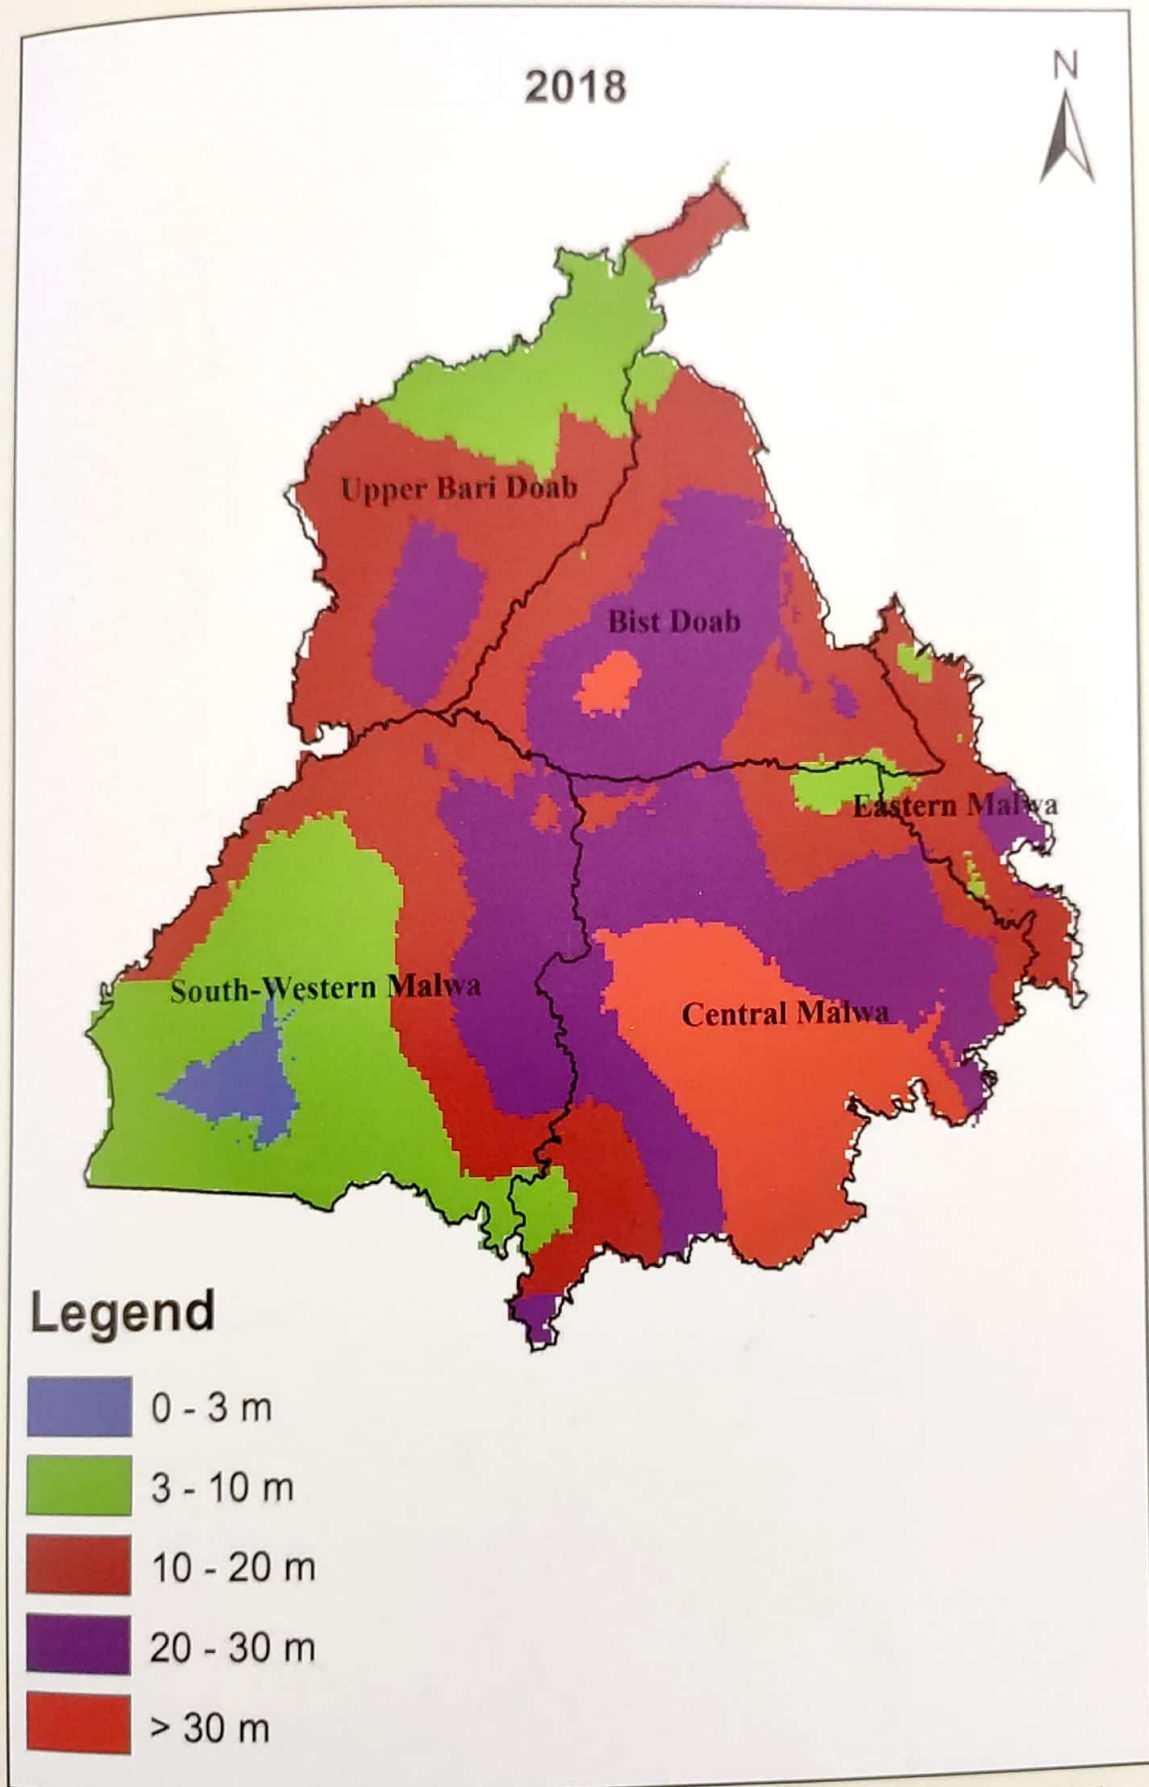 2018
N
Upper Bari Doab
Bist Doab
Eastern Malwa
South-Western Malwa
Central Malwa
Legend
0 - 3 m
3 - 10 m
10 - 20 m
20 - 30 m
> 30 m